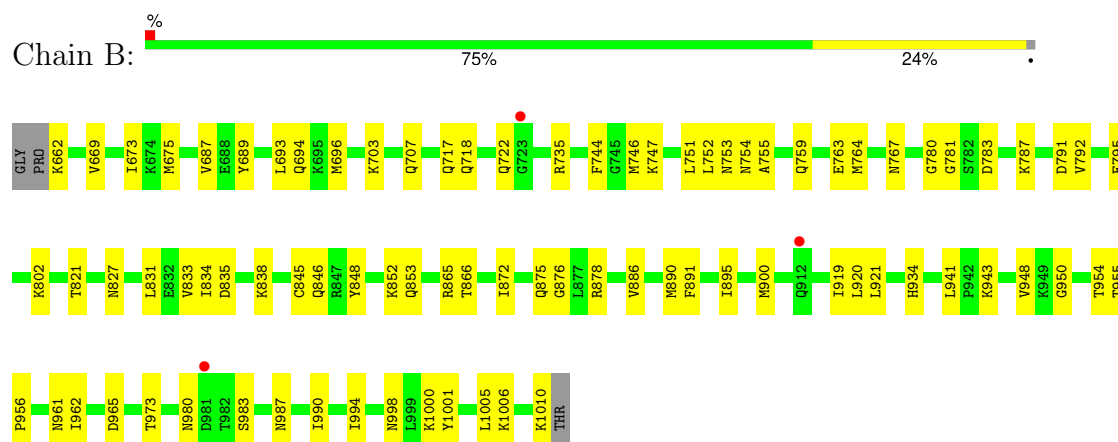 %
Chain B:
75% 24% •
GLY PRO K662 V669 I673 K674 M675 V687 E688 Y689 L693 Q694 K695 M696 K703 Q707 Q717 Q718 Q722 G723 R735 F744 G745 M746 K747 L751 L752 N753 N754 A755 Q759 E763 M764 N767 G780 G781 S782 D783 K787 D791 V792
K802 T821 N827 L831 E832 V833 I834 D835 K838 C845 Q846 R847 Y848 K852 Q853 R865 T866 I872 Q875 G876 L877 R878 V886 M890 F891 I895 M900 Q912 I919 L920 L921 H934 L941 P942 K943 V948 K949 G950 T954 T955
P956 N961 I962 D965 T973 N980 D981 T982 S983 N987 I990 I994 N998 L999 K1000 Y1001 L1005 K1006 K1010 THR